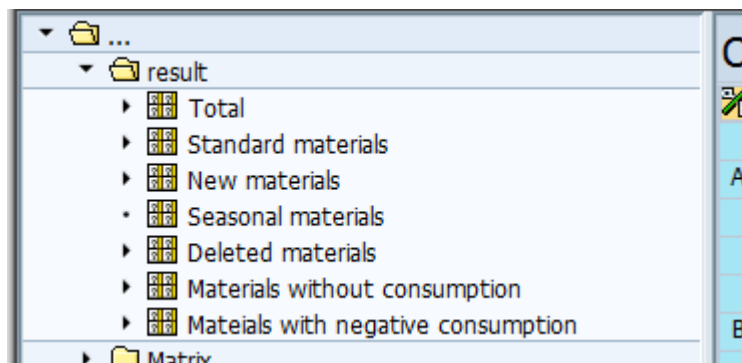 ...
result
Total
Standard materials
New materials
Seasonal materials
Deleted materials
Materials without consumption
Mateials with negative consumption
Matrix